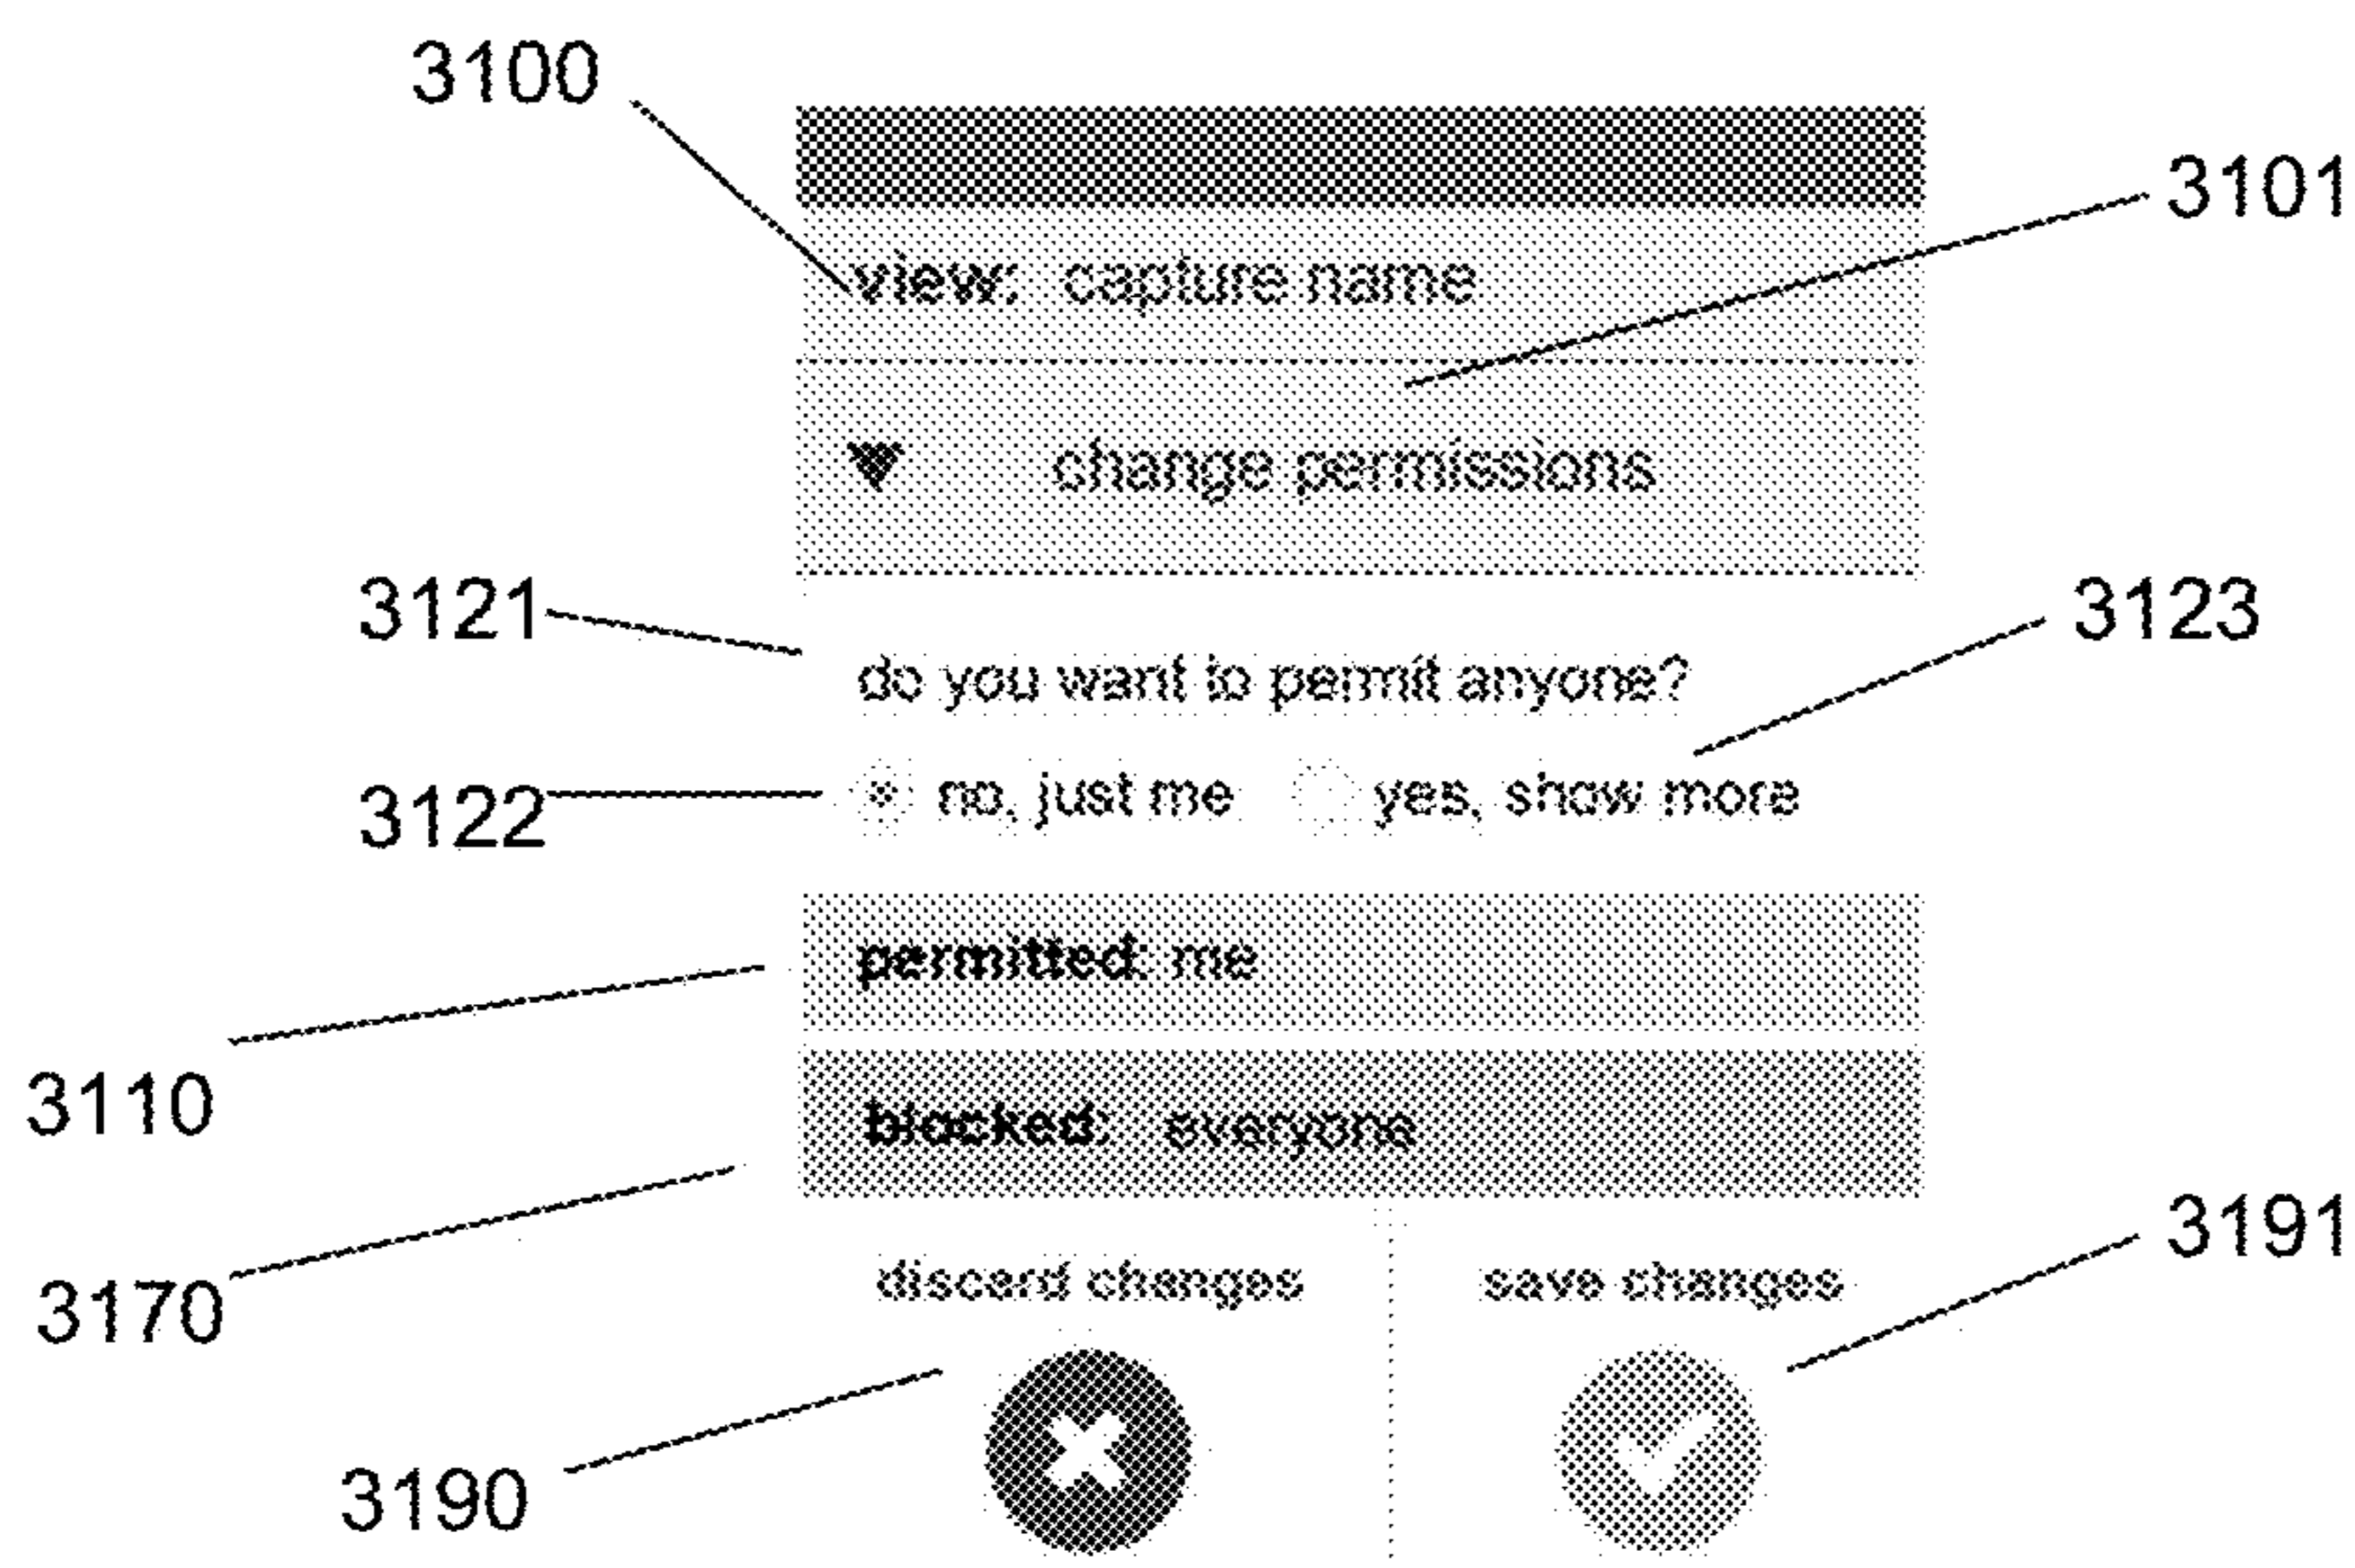 3100
3101
view: capture name
change permissions
3121
3123
do you want to permit anyone?
3122
no, just me yes, show more
permitted: me
3110
blocked: everyone
3191
3170
discard changes save changes
3190